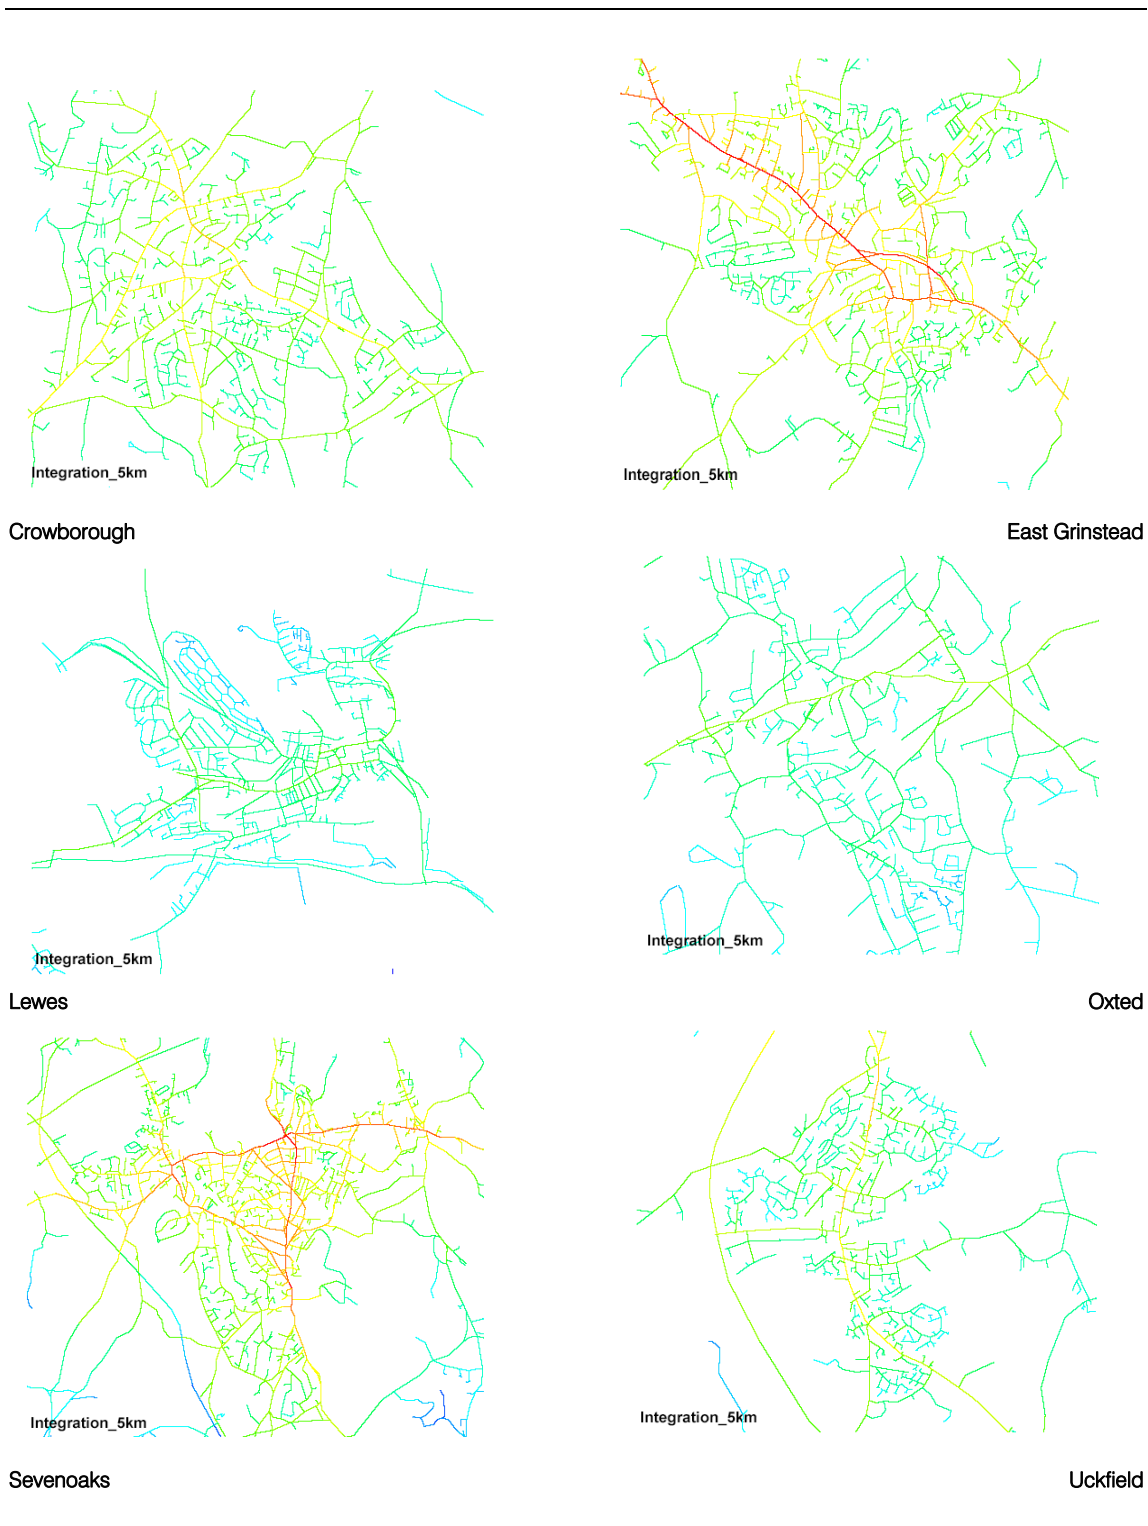 Integration_5km
Integration_5km
Crowborough
East Grinstead
Integration_5km
Integration_5km
Lewes
Oxted
Integration_5km
Integration_5km
Sevenoaks
Uckfield